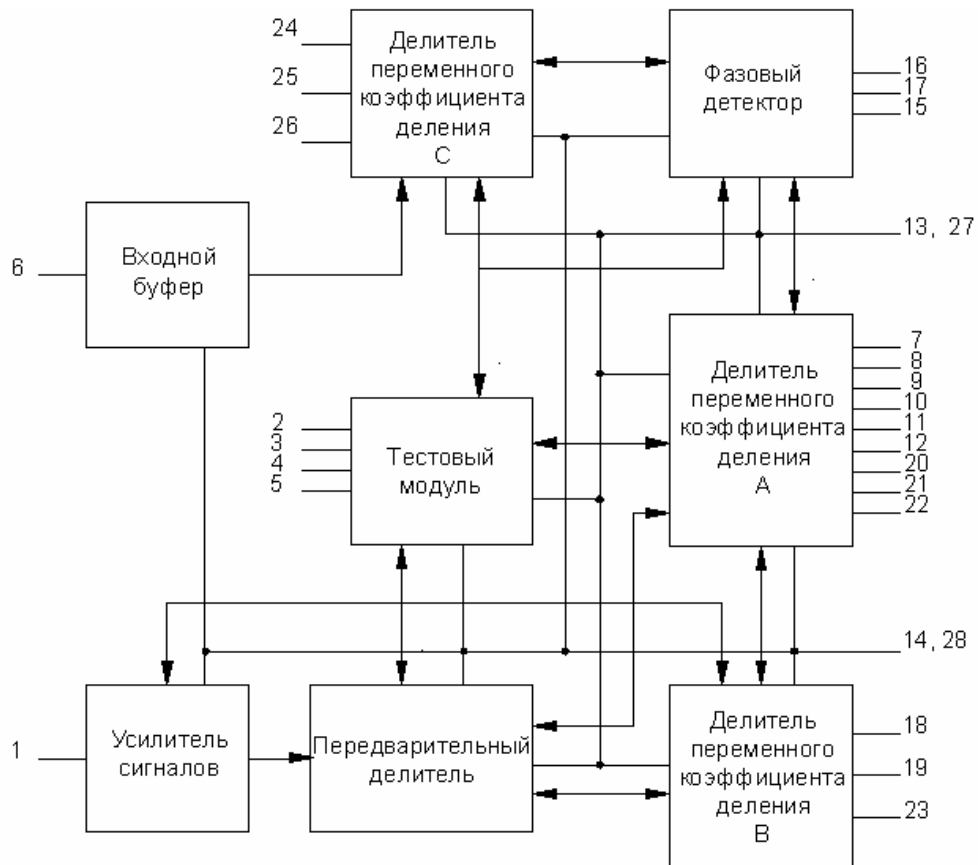 24
25
26
Делитель
переменного
коэффициента
деления
С
Фазовый
детектор
16
17
15
6
Входной
буфер
13, 27
2
3
4
5
Тестовый
модуль
Делитель
переменного
коэффициента
деления
А
7
8
9
10
11
12
20
21
22
14, 28
1
Усилитель
сигналов
Передварительный
делитель
Делитель
переменного
коэффициента
деления
В
18
19
23